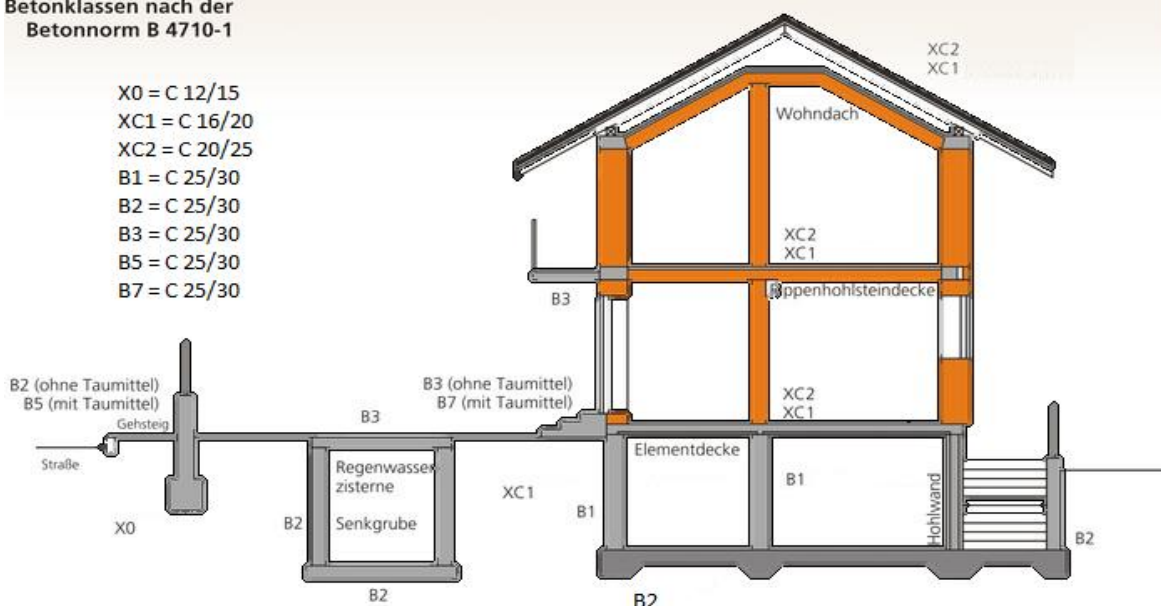 Betonklassen nach der
Betonnorm B 4710-1
X0 = C 12/15
XC1 = C 16/20
XC2 = C 20/25
B1 = C 25/30
B2 = C 25/30
B3 = C 25/30
B5 = C 25/30
B7 = C 25/30
XC2
XC1
Wohndach
XC2
XC1
B3
Rippenhohlsteindecke
B2 (ohne Taumittel)
B5 (mit Taumittel)
Gehsteig
Straße
B3
B3 (ohne Taumittel)
B7 (mit Taumittel)
XC2
XC1
Regenwasser
zisterne
Senkgrube
X0
B2
B2
XC1
B1
Elementdecke
B1
Hohlwand
B2
B2